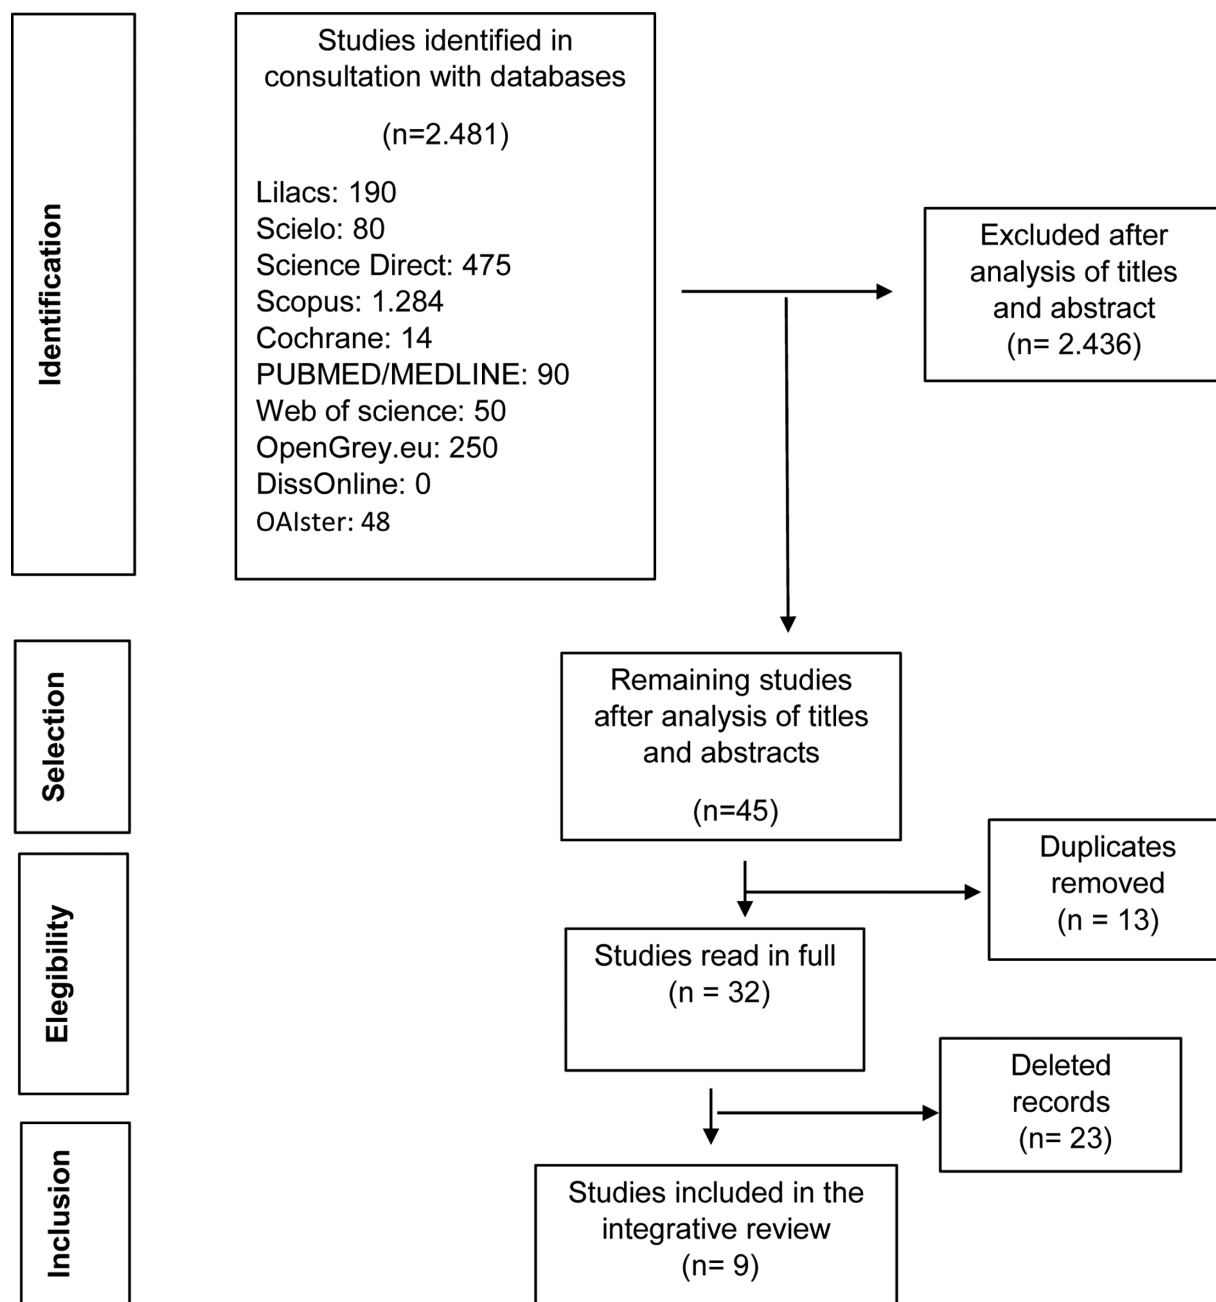 Identification
Studies identified in
consultation with databases
(n=2.481)
Lilacs: 190
Scielo: 80
Science Direct: 475
Scopus: 1.284
Cochrane: 14
PUBMED/MEDLINE: 90
Web of science: 50
OpenGrey.eu: 250
DissOnline: 0
OAIster: 48
Excluded after
analysis of titles
and abstract
(n= 2.436)
Selection
Remaining studies
after analysis of titles
and abstracts
(n=45)
Duplicates
removed
(n = 13)
Elegibility
Studies read in full
(n = 32)
Deleted
records
(n= 23)
Inclusion
Studies included in the
integrative review
(n= 9)